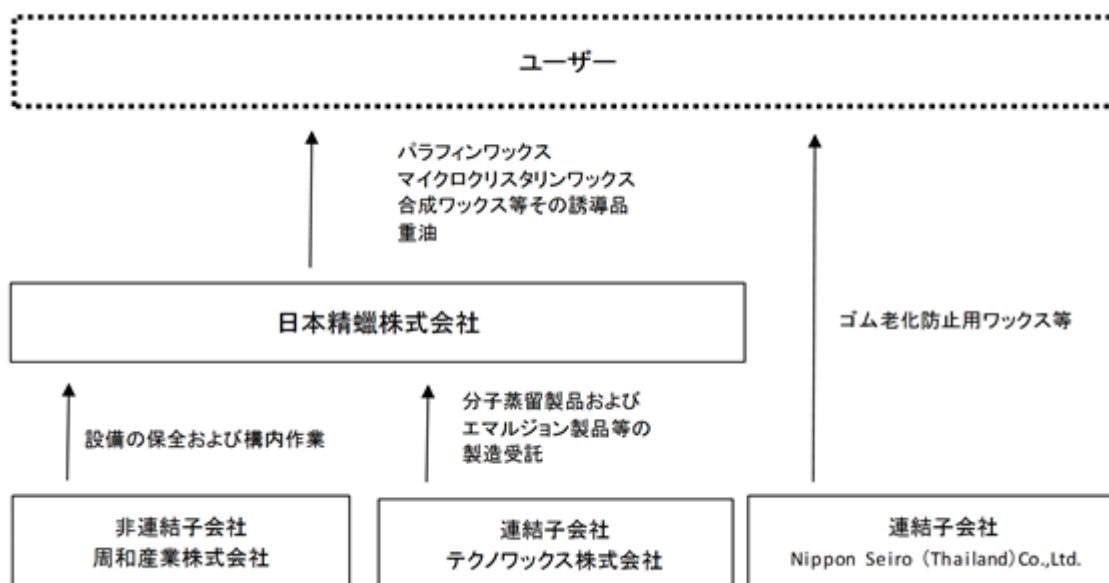 ユーザー
パラフィンワックス
マイクロクリスタリンワックス
合成ワックス等その誘導品
重油
日本精蠟株式会社
ゴム老化防止用ワックス等
設備の保全および構内作業
分子蒸留製品および
エマルジョン製品等の
製造受託
非連結子会社
周和産業株式会社
連結子会社
テクノワックス株式会社
連結子会社
Nippon Seiro (Thailand)Co.,Ltd.